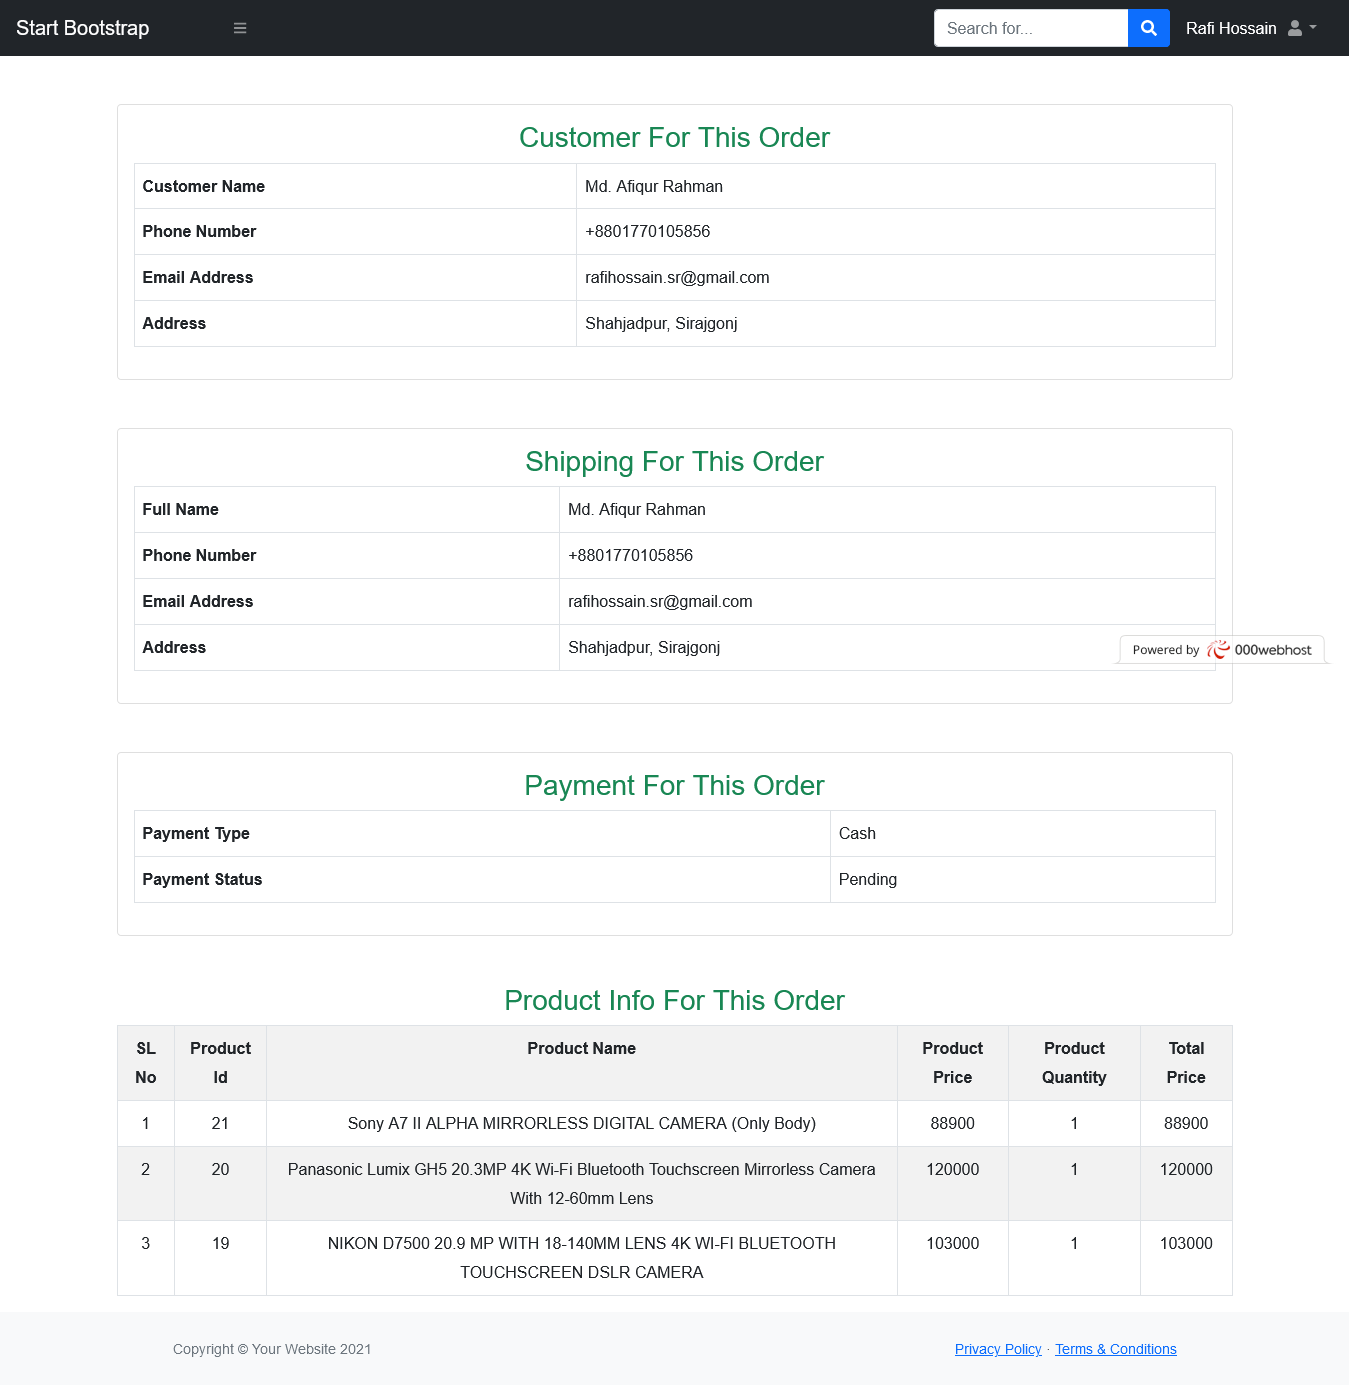 Start Bootstrap
Search for...
Rafi Hossain
Customer For This Order
Customer Name Md. Afiqur Rahman
Phone Number +8801770105856
Email Address rafihossain.sr@gmail.com
Address Shahjadpur, Sirajgonj
Shipping For This Order
Full Name Md. Afiqur Rahman
Phone Number +8801770105856
Email Address rafihossain.sr@gmail.com
Address Shahjadpur, Sirajgonj
Powered by 000webhost
Payment For This Order
Payment Type Cash
Payment Status Pending
Product Info For This Order
SL Product Product Name Product Product Total
No Id Price Quantity Price
1 21 Sony A7 II ALPHA MIRRORLESS DIGITAL CAMERA (Only Body) 88900 1 88900
2 20 Panasonic Lumix GH5 20.3MP 4K Wi-Fi Bluetooth Touchscreen Mirrorless Camera 120000 1 120000
With 12-60mm Lens
3 19 NIKON D7500 20.9 MP WITH 18-140MM LENS 4K WI-FI BLUETOOTH 103000 1 103000
TOUCHSCREEN DSLR CAMERA
Copyright © Your Website 2021
Privacy Policy · Terms & Conditions